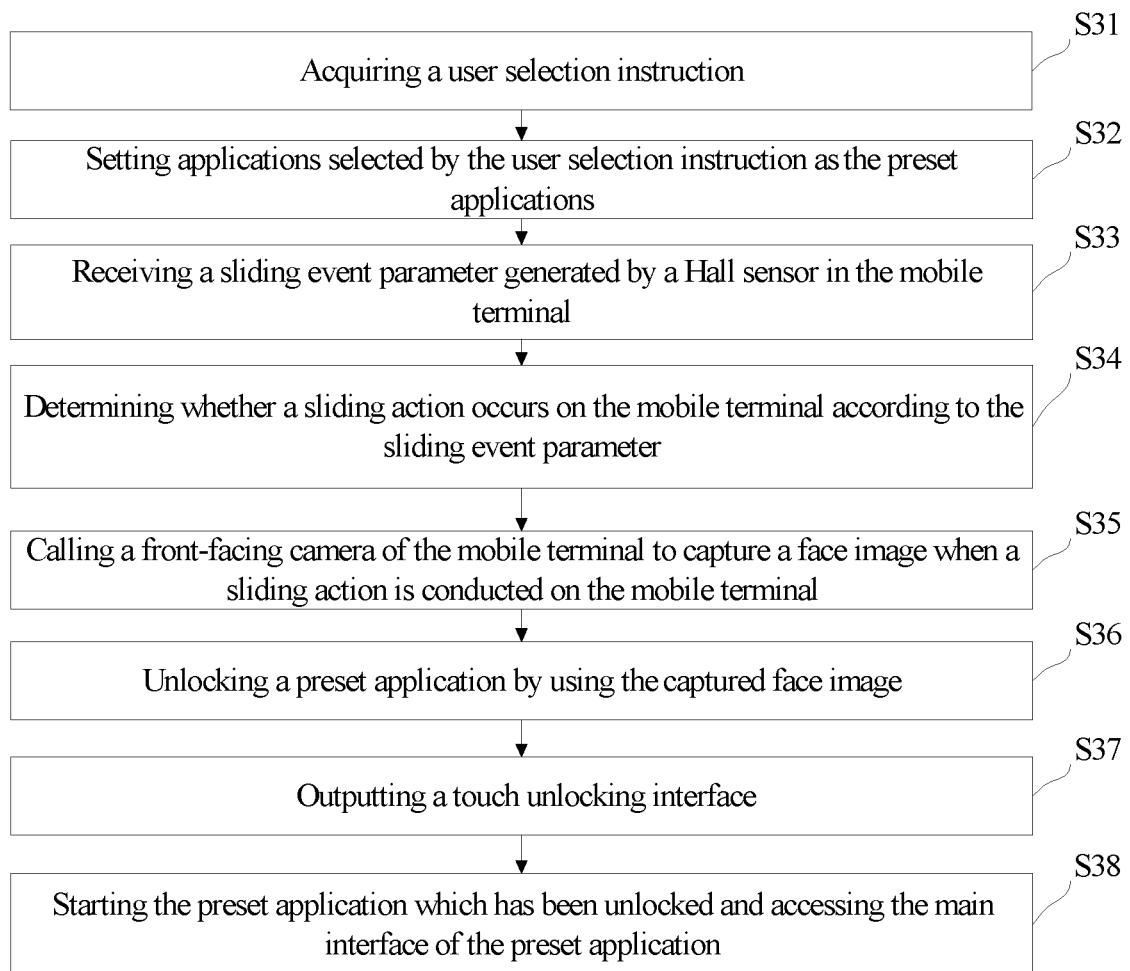 S31
Acquiring a user selection instruction
S32
Setting applications selected by the user selection instruction as the preset
applications
S33
Receiving a sliding event parameter generated by a Hall sensor in the mobile
terminal
S34
Determining whether a sliding action occurs on the mobile terminal according to the
sliding event parameter
S35
Calling a front-facing camera of the mobile terminal to capture a face image when a
sliding action is conducted on the mobile terminal
S36
Unlocking a preset application by using the captured face image
S37
Outputting a touch unlocking interface
S38
Starting the preset application which has been unlocked and accessing the main
interface of the preset application